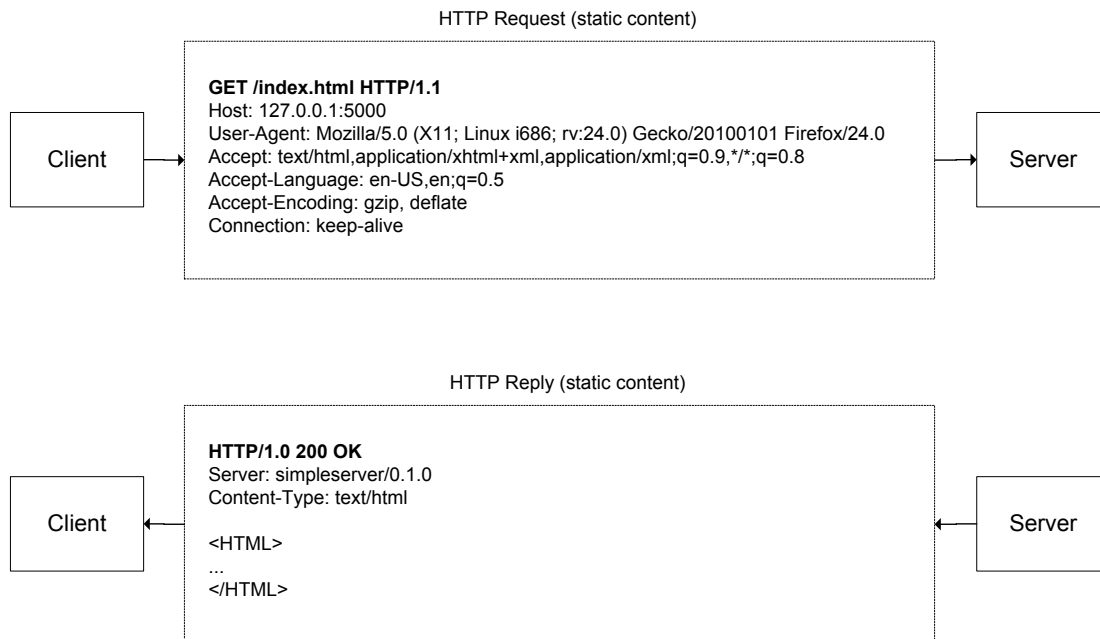 HTTP Request (static content)
GET /index.html HTTP/1.1
Host: 127.0.0.1:5000
User-Agent: Mozilla/5.0 (X11; Linux i686; rv:24.0) Gecko/20100101 Firefox/24.0
Accept: text/html,application/xhtml+xml,application/xml;q=0.9,*/*;q=0.8
Accept-Language: en-US,en;q=0.5
Accept-Encoding: gzip, deflate
Connection: keep-alive
Client
Server
HTTP Reply (static content)
HTTP/1.0 200 OK
Server: simpleserver/0.1.0
Content-Type: text/html
<HTML>
...
</HTML>
Client
Server